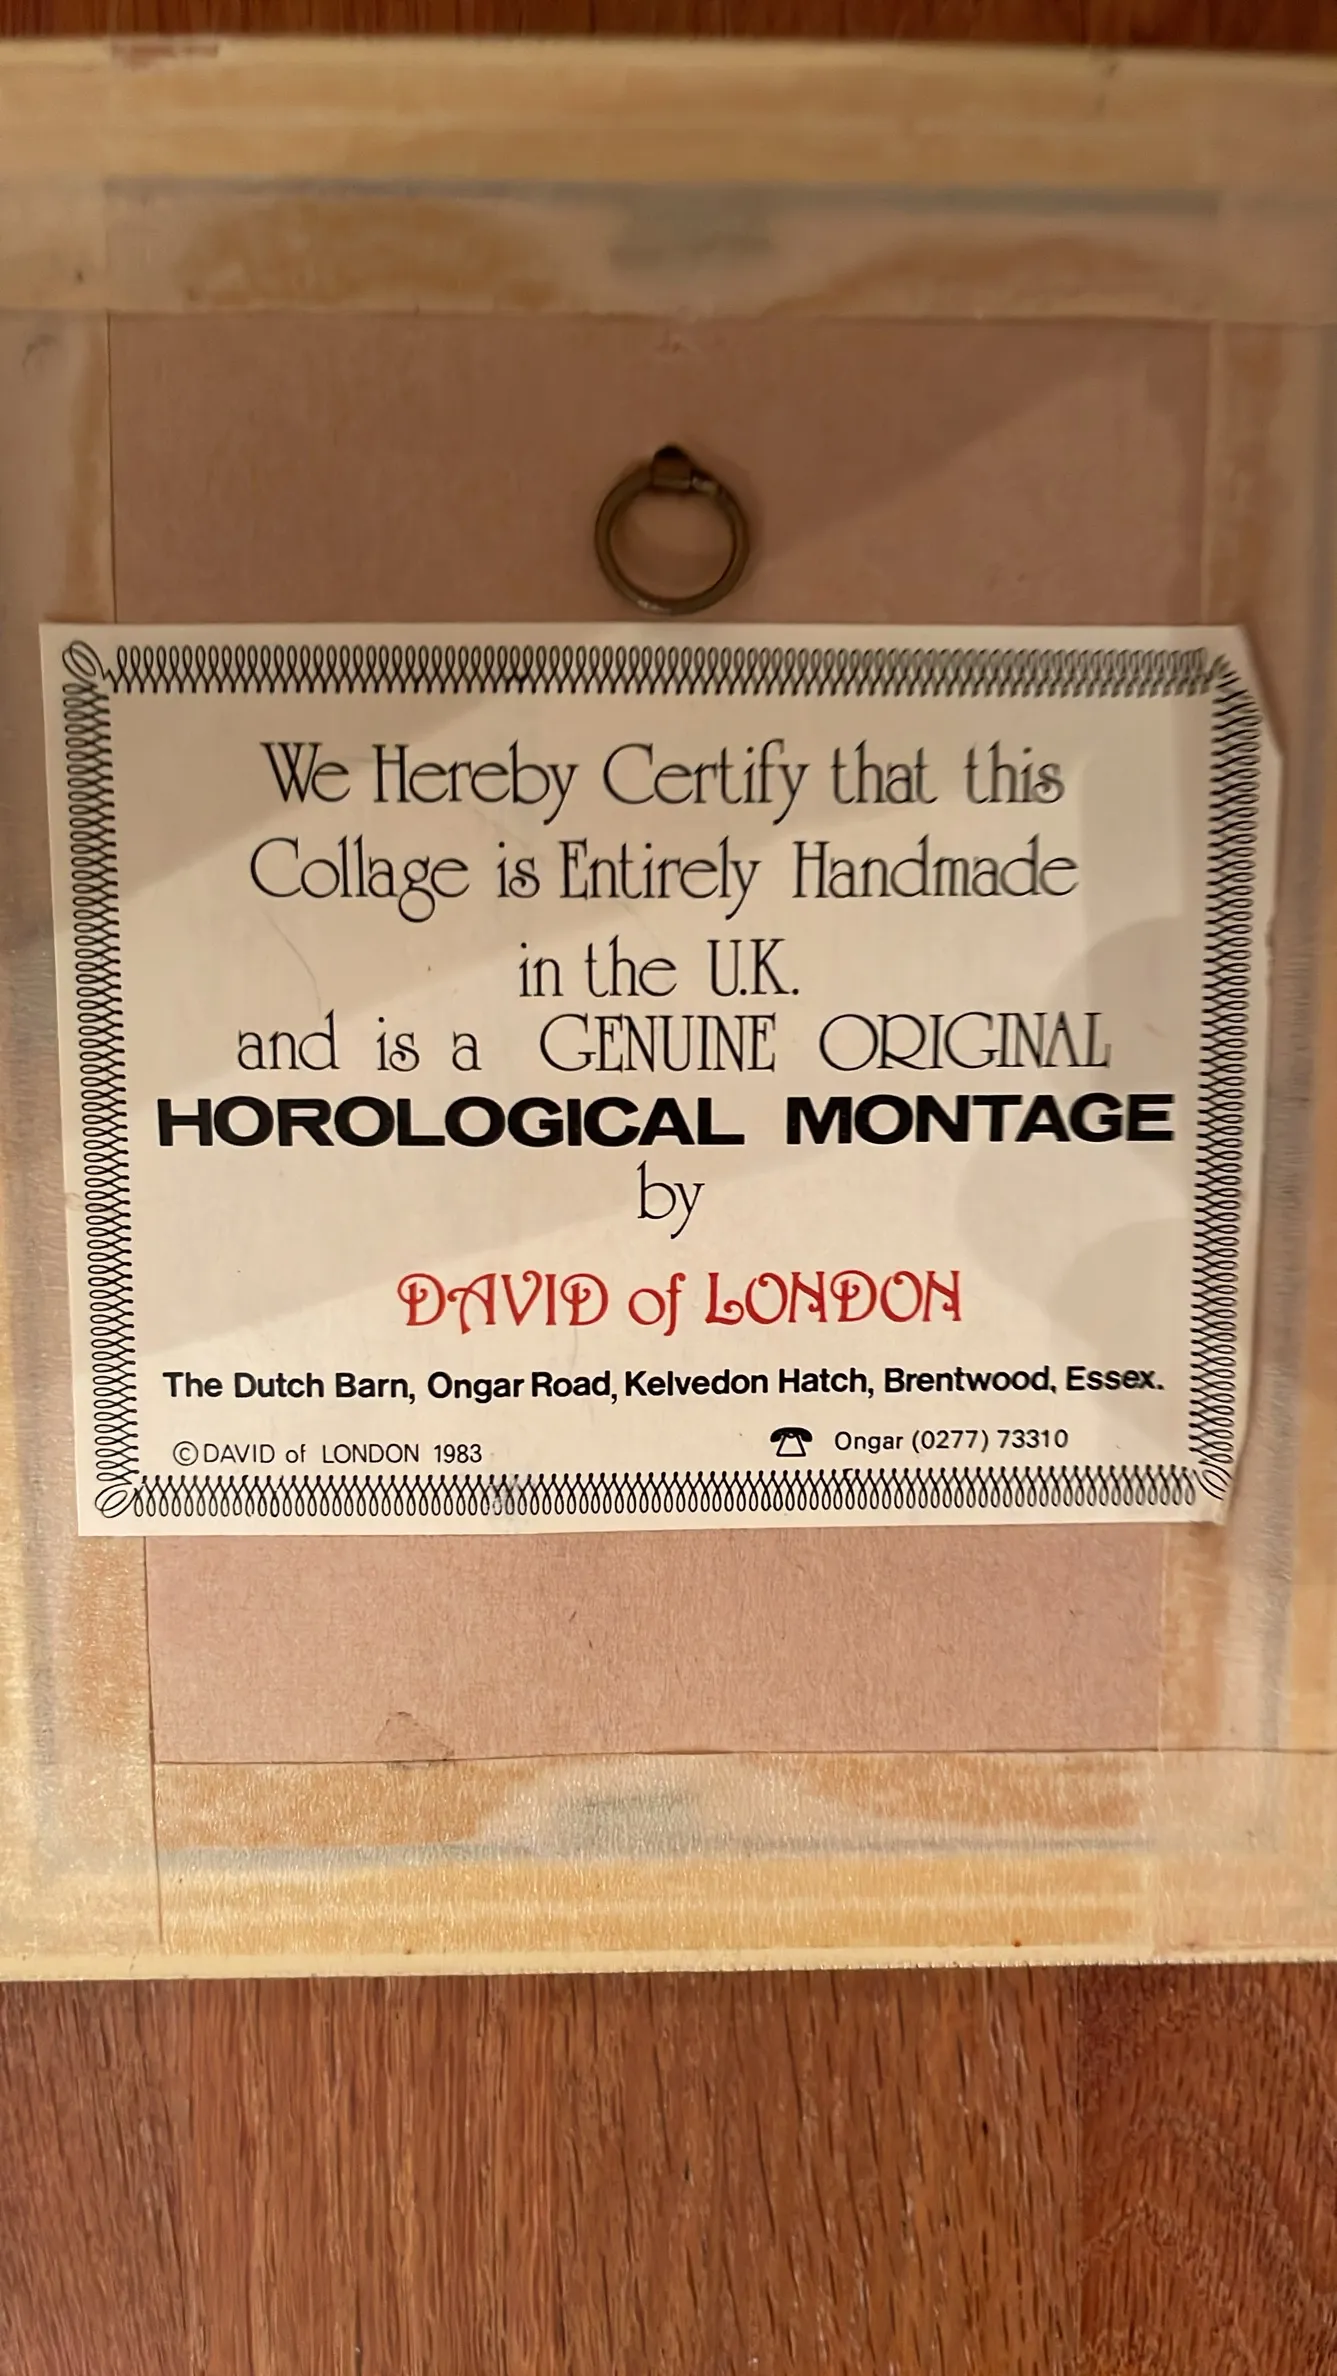 We Hereby Certify that this
Collage is Entirely Handmade
in the U.K.
and is a GENUINE ORIGINAL
HOROLOGICAL MONTAGE
by
DAVID of LONDON
The Dutch Barn, Ongar Road, Kelvedon Hatch, Brentwood, Essex.
© DAVID of LONDON 1983
☎ Ongar (0277) 73310